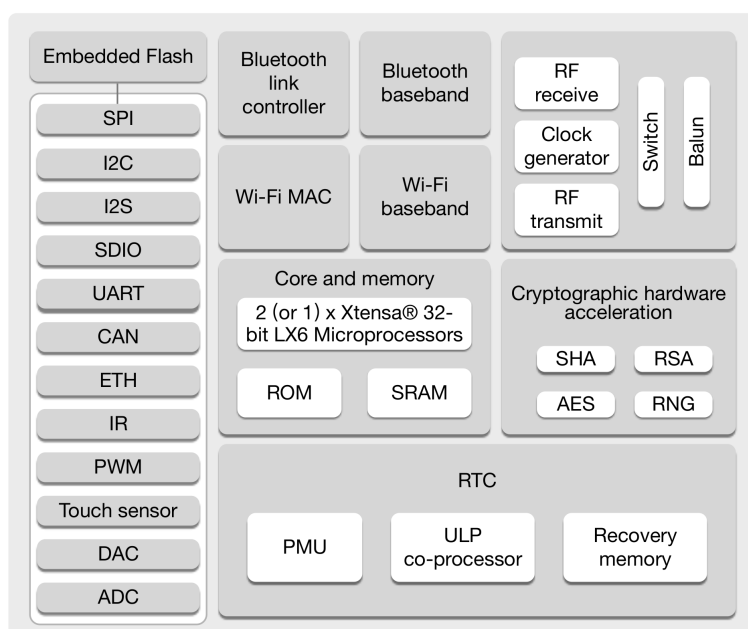 Embedded Flash
SPI
I2C
I2S
SDIO
UART
CAN
ETH
IR
PWM
Touch sensor
DAC
ADC
Bluetooth
link
controller
Bluetooth
baseband
Wi-Fi MAC
Wi-Fi
baseband
RF
receive
Clock
generator
RF
transmit
Switch
Balun
Core and memory
2 (or 1) x Xtensa® 32-
bit LX6 Microprocessors
ROM
SRAM
Cryptographic hardware
acceleration
SHA
RSA
AES
RNG
RTC
PMU
ULP
co-processor
Recovery
memory